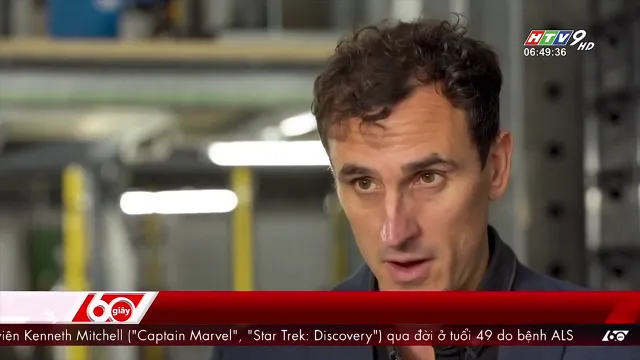 HTV9 HD
06:49:36
60 giây
viên Kenneth Mitchell ("Captain Marvel", "Star Trek: Discovery") qua đời ở tuổi 49 do bệnh ALS
60